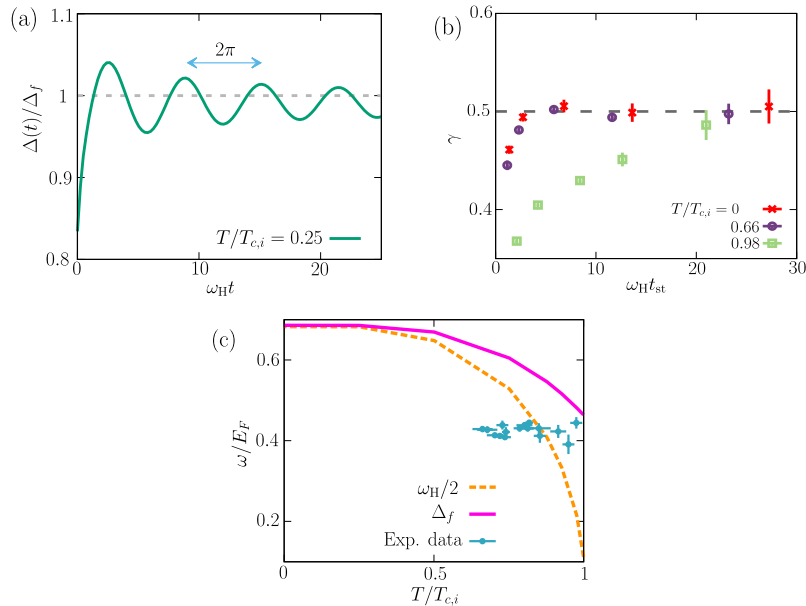 (a)
1.1
1
0.9
0.8
Δ(t)/Δ_f
2π
T/T_{c,i} = 0.25
0
10
20
ω_H t
(b)
0.6
0.5
0.4
γ
T/T_{c,i} = 0
0.66
0.98
0
10
20
30
ω_H t_st
(c)
0.6
0.4
0.2
ω/E_F
ω_H/2
Δ_f
Exp. data
0
0.5
1
T/T_{c,i}